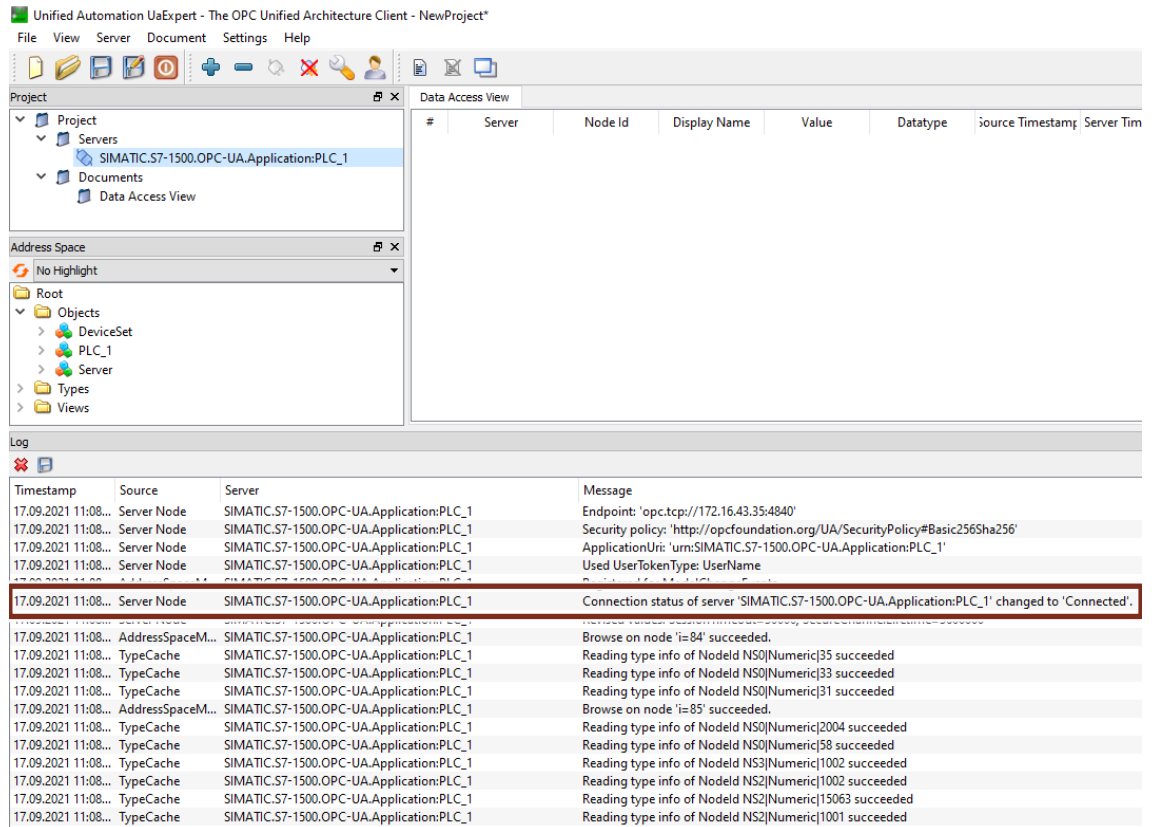 Unified Automation UaExpert - The OPC Unified Architecture Client - NewProject*
File View Server Document Settings Help
Project
Project
Servers
SIMATIC.S7-1500.OPC-UA.Application:PLC_1
Documents
Data Access View
Address Space
No Highlight
Root
Objects
DeviceSet
PLC_1
Server
Types
Views
Data Access View
# Server Node Id Display Name Value Datatype Source Timestamp Server Tim
Log
Timestamp Source Server Message
17.09.2021 11:08... Server Node SIMATIC.S7-1500.OPC-UA.Application:PLC_1 Endpoint: 'opc.tcp://172.16.43.35:4840'
17.09.2021 11:08... Server Node SIMATIC.S7-1500.OPC-UA.Application:PLC_1 Security policy: 'http://opcfoundation.org/UA/SecurityPolicy#Basic256Sha256'
17.09.2021 11:08... Server Node SIMATIC.S7-1500.OPC-UA.Application:PLC_1 ApplicationUri: 'urn:SIMATIC.S7-1500.OPC-UA.Application:PLC_1'
17.09.2021 11:08... Server Node SIMATIC.S7-1500.OPC-UA.Application:PLC_1 Used UserTokenType: UserName
17.09.2021 11:08... Server Node SIMATIC.S7-1500.OPC-UA.Application:PLC_1 Connection status of server 'SIMATIC.S7-1500.OPC-UA.Application:PLC_1' changed to 'Connected'.
17.09.2021 11:08... AddressSpaceM... SIMATIC.S7-1500.OPC-UA.Application:PLC_1 Browse on node 'i=84' succeeded.
17.09.2021 11:08... TypeCache SIMATIC.S7-1500.OPC-UA.Application:PLC_1 Reading type info of NodeId NS0|Numeric|35 succeeded
17.09.2021 11:08... TypeCache SIMATIC.S7-1500.OPC-UA.Application:PLC_1 Reading type info of NodeId NS0|Numeric|33 succeeded
17.09.2021 11:08... TypeCache SIMATIC.S7-1500.OPC-UA.Application:PLC_1 Reading type info of NodeId NS0|Numeric|31 succeeded
17.09.2021 11:08... AddressSpaceM... SIMATIC.S7-1500.OPC-UA.Application:PLC_1 Browse on node 'i=85' succeeded.
17.09.2021 11:08... TypeCache SIMATIC.S7-1500.OPC-UA.Application:PLC_1 Reading type info of NodeId NS0|Numeric|2004 succeeded
17.09.2021 11:08... TypeCache SIMATIC.S7-1500.OPC-UA.Application:PLC_1 Reading type info of NodeId NS0|Numeric|58 succeeded
17.09.2021 11:08... TypeCache SIMATIC.S7-1500.OPC-UA.Application:PLC_1 Reading type info of NodeId NS3|Numeric|1002 succeeded
17.09.2021 11:08... TypeCache SIMATIC.S7-1500.OPC-UA.Application:PLC_1 Reading type info of NodeId NS2|Numeric|1002 succeeded
17.09.2021 11:08... TypeCache SIMATIC.S7-1500.OPC-UA.Application:PLC_1 Reading type info of NodeId NS2|Numeric|15063 succeeded
17.09.2021 11:08... TypeCache SIMATIC.S7-1500.OPC-UA.Application:PLC_1 Reading type info of NodeId NS2|Numeric|1001 succeeded